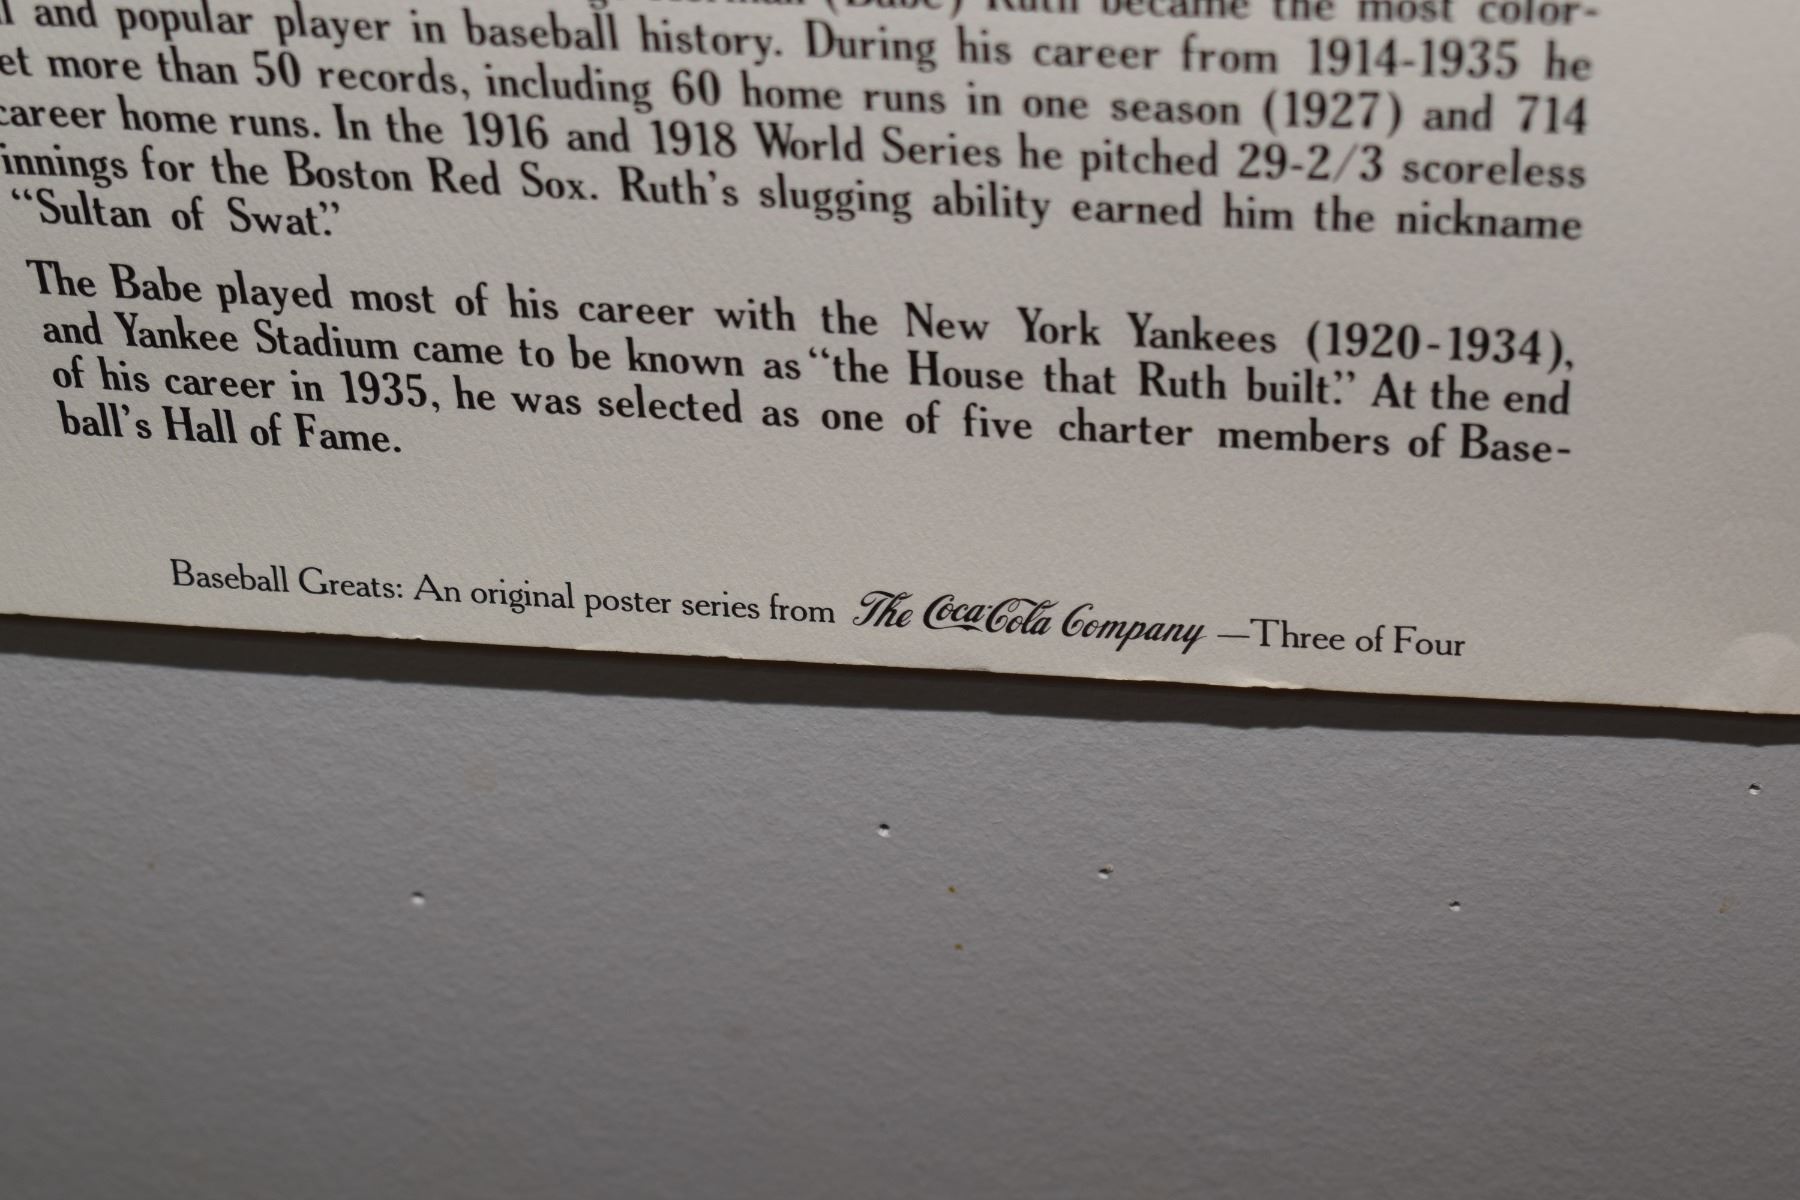 (Babe) Ruth became the most color-
and popular player in baseball history. During his career from 1914-1935 he
more than 50 records, including 60 home runs in one season (1927) and 714
career home runs. In the 1916 and 1918 World Series he pitched 29-2/3 scoreless
innings for the Boston Red Sox. Ruth's slugging ability earned him the nickname
“Sultan of Swat.”
The Babe played most of his career with the New York Yankees (1920-1934),
and Yankee Stadium came to be known as “the House that Ruth built.” At the end
of his career in 1935, he was selected as one of five charter members of Base-
ball's Hall of Fame.
Baseball Greats: An original poster series from The Coca-Cola Company —Three of Four